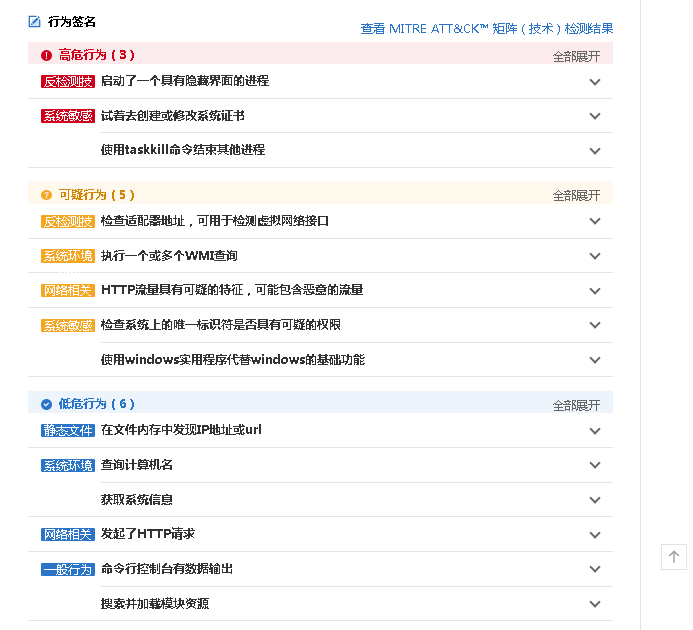 行为签名
查看 MITRE ATT&CK™ 矩阵 ( 技术 ) 检测结果
高危行为 ( 3 )
全部展开
反检测技 启动了一个具有隐藏界面的进程
系统敏感 试着去创建或修改系统证书
使用taskkill命令结束其他进程
可疑行为 ( 5 )
全部展开
反检测技 检查适配器地址，可用于检测虚拟网络接口
系统环境 执行一个或多个WMI查询
网络相关 HTTP流量具有可疑的特征，可能包含恶意的流量
系统敏感 检查系统上的唯一标识符是否具有可疑的权限
使用windows实用程序代替windows的基础功能
低危行为 ( 6 )
全部展开
静态文件 在文件内存中发现IP地址或url
系统环境 查询计算机名
获取系统信息
网络相关 发起了HTTP请求
一般行为 命令行控制台有数据输出
搜索并加载模块资源